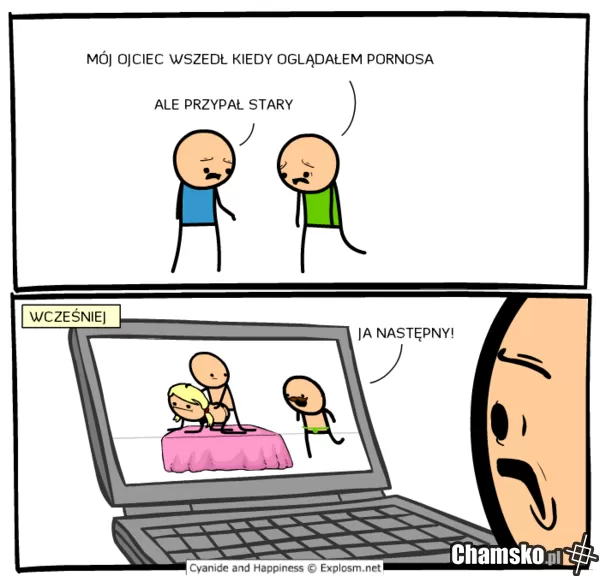 MÓJ OJCIEC WSZEDŁ KIEDY OGLĄDAŁEM PORNOSA
ALE PRZYPAŁ STARY
WCZEŚNIEJ
JA NASTĘPNY!
Chamsko.pl
Cyanide and Happiness © Explosm.net